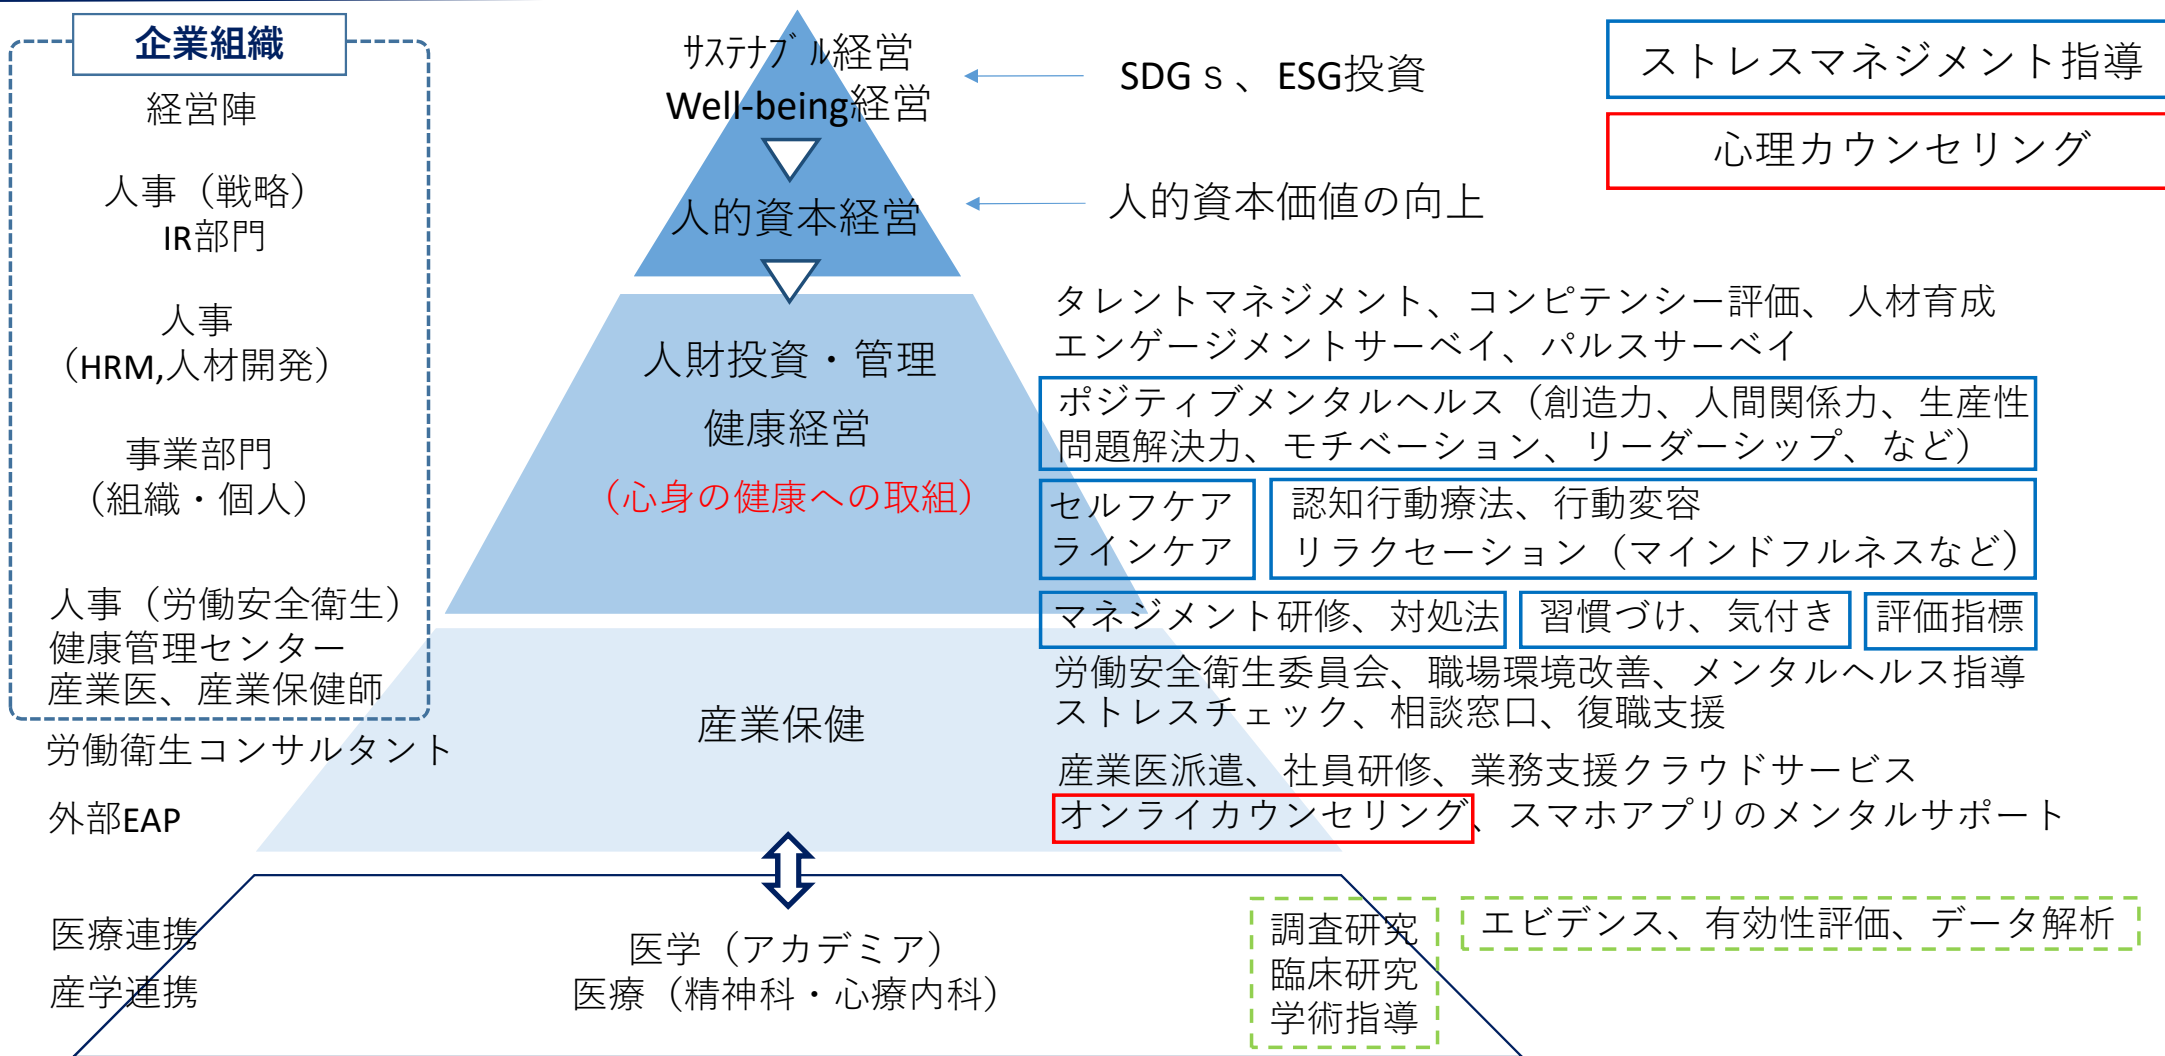 企業組織
経営陣
人事（戦略）
IR部門
人事
（HRM,人材開発）
事業部門
（組織・個人）
人事（労働安全衛生）
健康管理センター
産業医、産業保健師
労働衛生コンサルタント
外部EAP
医療連携
産学連携
ｻｽﾃﾅﾌﾞﾙ経営
Well-being経営
人的資本経営
人財投資・管理
健康経営
（心身の健康への取組）
産業保健
医学（アカデミア）
医療（精神科・心療内科）
SDGｓ、ESG投資
人的資本価値の向上
ストレスマネジメント指導
心理カウンセリング
タレントマネジメント、コンピテンシー評価、人材育成
エンゲージメントサーベイ、パルスサーベイ
ポジティブメンタルヘルス（創造力、人間関係力、生産性
問題解決力、モチベーション、リーダーシップ、など）
セルフケア
ラインケア
認知行動療法、行動変容
リラクセーション（マインドフルネスなど）
マネジメント研修、対処法
習慣づけ、気付き
評価指標
労働安全衛生委員会、職場環境改善、メンタルヘルス指導
ストレスチェック、相談窓口、復職支援
産業医派遣、社員研修、業務支援クラウドサービス
オンライカウンセリング、スマホアプリのメンタルサポート
調査研究
臨床研究
学術指導
エビデンス、有効性評価、データ解析